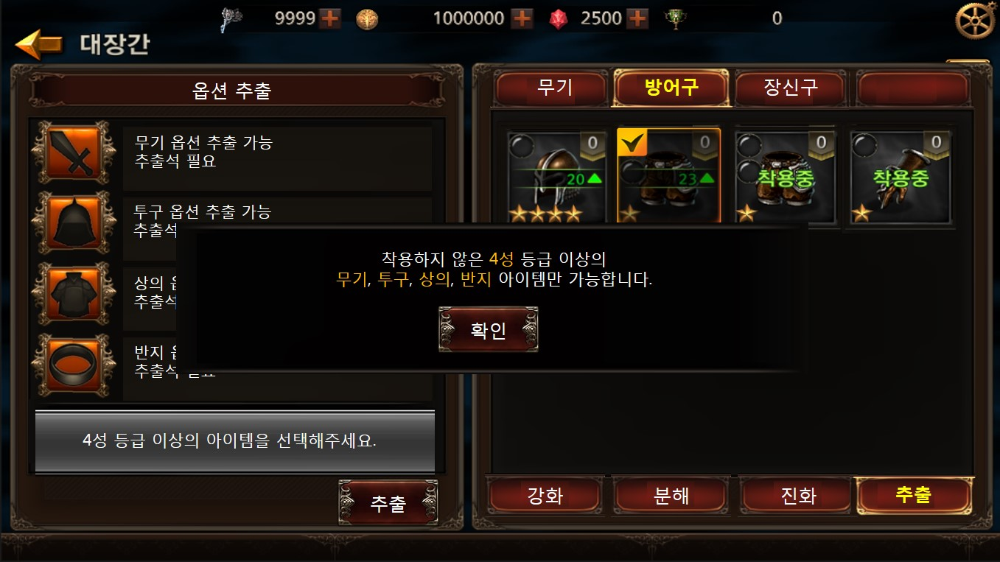 9999
1000000
2500
0
대장간
옵션 추출
무기 옵션 추출 가능
추출석 필요
투구 옵션 추출 가능
추출석
상의
추출석
반지
추출석 필요
4성 등급 이상의 아이템을 선택해주세요.
추출
무기
방어구
장신구
0
20
0
23
0
착용중
0
착용중
착용하지 않은 4성 등급 이상의
무기, 투구, 상의, 반지 아이템만 가능합니다.
확인
강화
분해
진화
추출